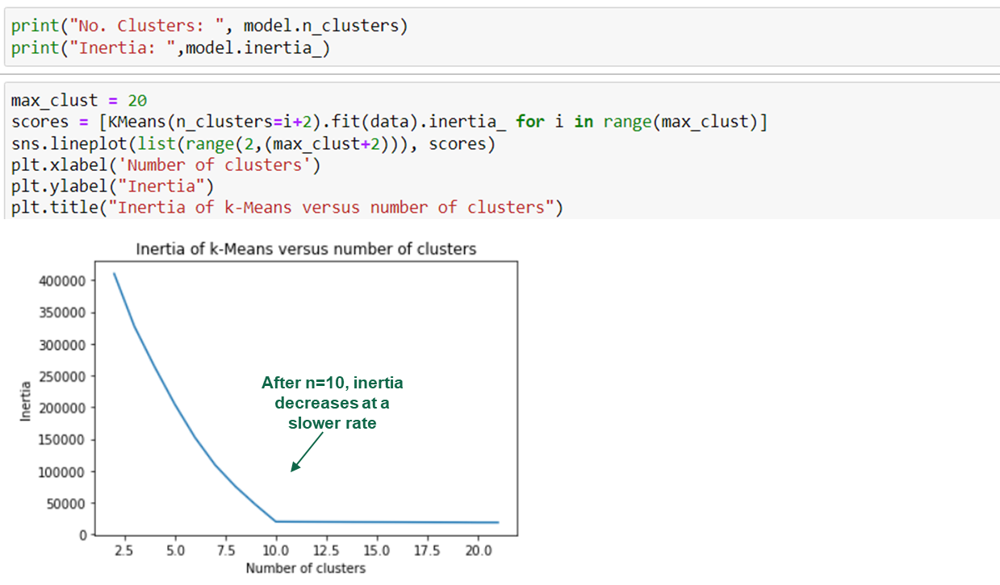 print("No. Clusters: ", model.n_clusters)
print("Inertia: ",model.inertia_)
max_clust = 20
scores = [KMeans(n_clusters=i+2).fit(data).inertia_ for i in range(max_clust)]
sns.lineplot(list(range(2,(max_clust+2))), scores)
plt.xlabel('Number of clusters')
plt.ylabel("Inertia")
plt.title("Inertia of k-Means versus number of clusters")
Inertia of k-Means versus number of clusters
400000
350000
300000
250000
200000
150000
100000
50000
0
Inertia
After n=10, inertia
decreases at a
slower rate
2.5 5.0 7.5 10.0 12.5 15.0 17.5 20.0
Number of clusters